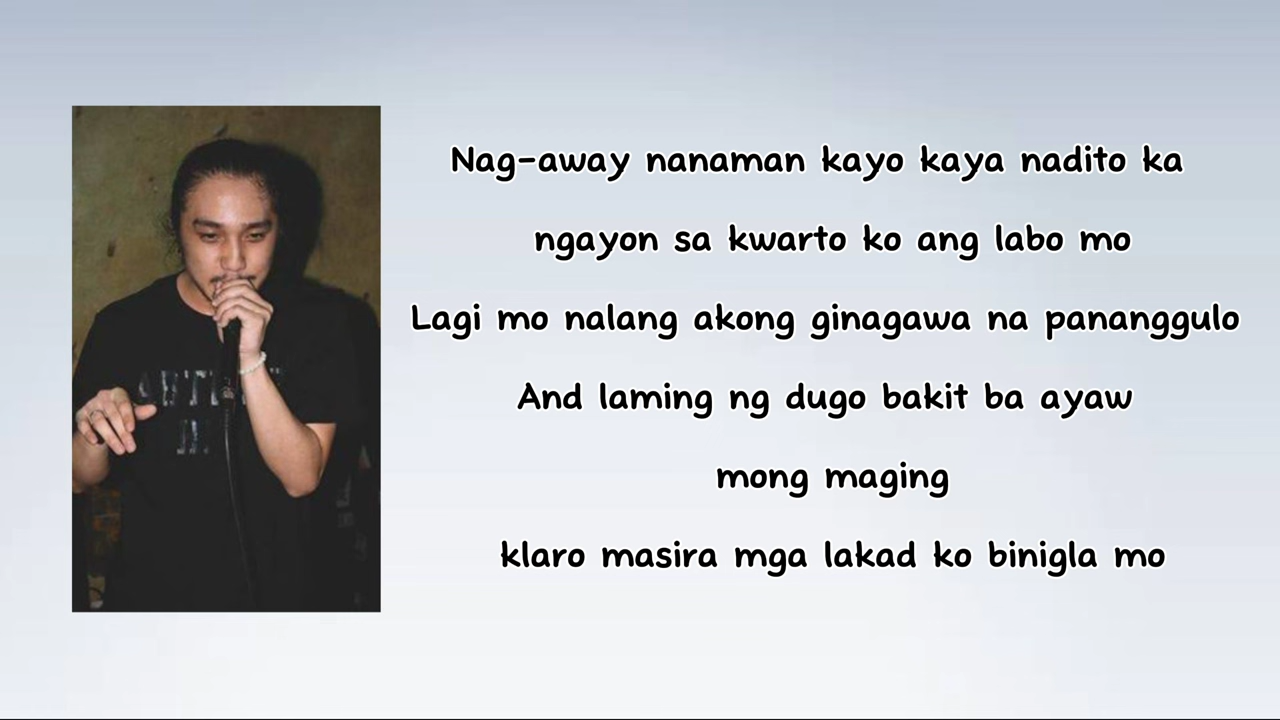 Nag-away nanaman kayo kaya nadito ka
ngayon sa kwarto ko ang labo mo
Lagi mo nalang akong ginagawa na pananggulo
And laming ng dugo bakit ba ayaw
mong maging
klaro masira mga lakad ko binigla mo